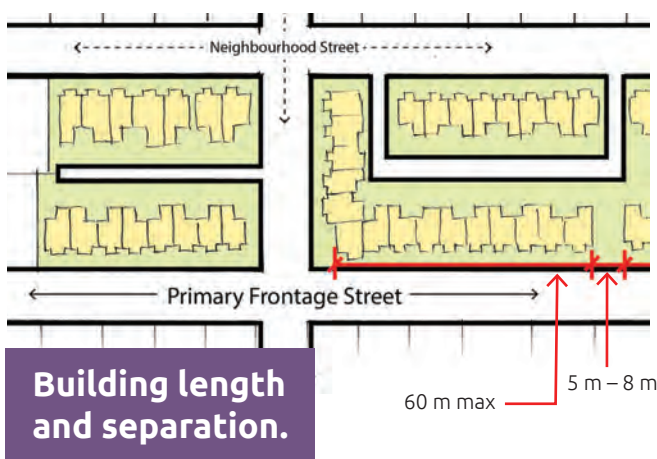 Neighbourhood Street
Primary Frontage Street
Building length
and separation.
60 m max
5 m – 8 m